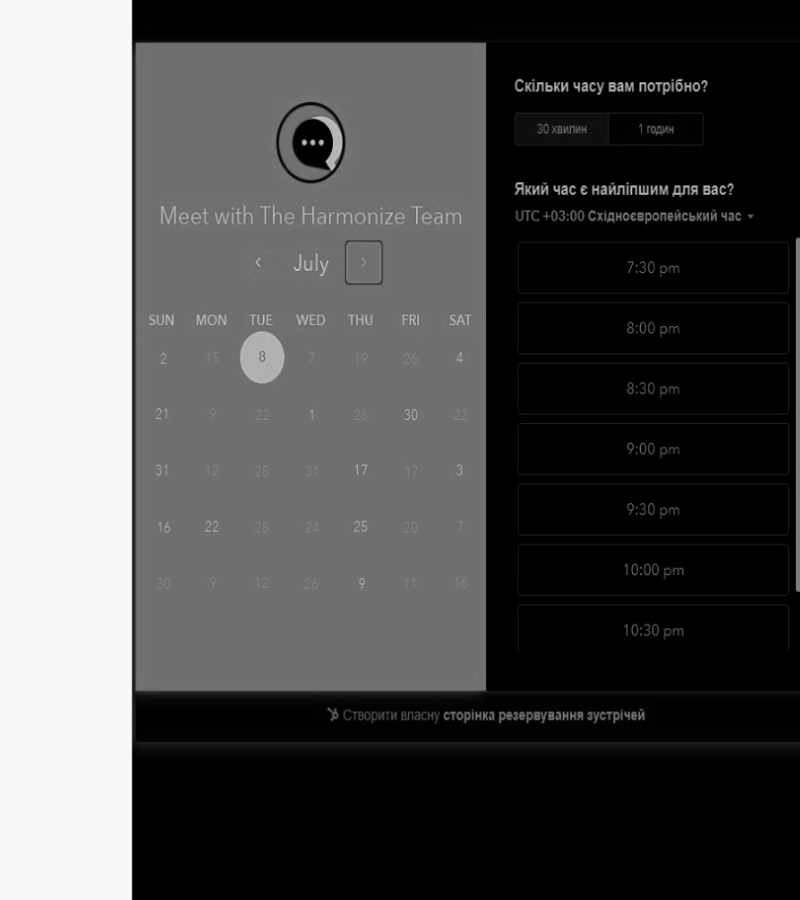 Meet with The Harmonize Team
July
SUN MON TUE WED THU FRI SAT
2 15 8 7 19 26 4
21 9 22 1 26 30 22
31 12 28 31 17 17 3
16 22 28 24 25 20 7
30 9 12 26 9 11 16
Скільки часу вам потрібно?
30 хвилин 1 годин
Який час є найліпшим для вас?
UTC +03:00 Східноєвропейський час
7:30 pm
8:00 pm
8:30 pm
9:00 pm
9:30 pm
10:00 pm
10:30 pm
Створити власну сторінка резервування зустрічей